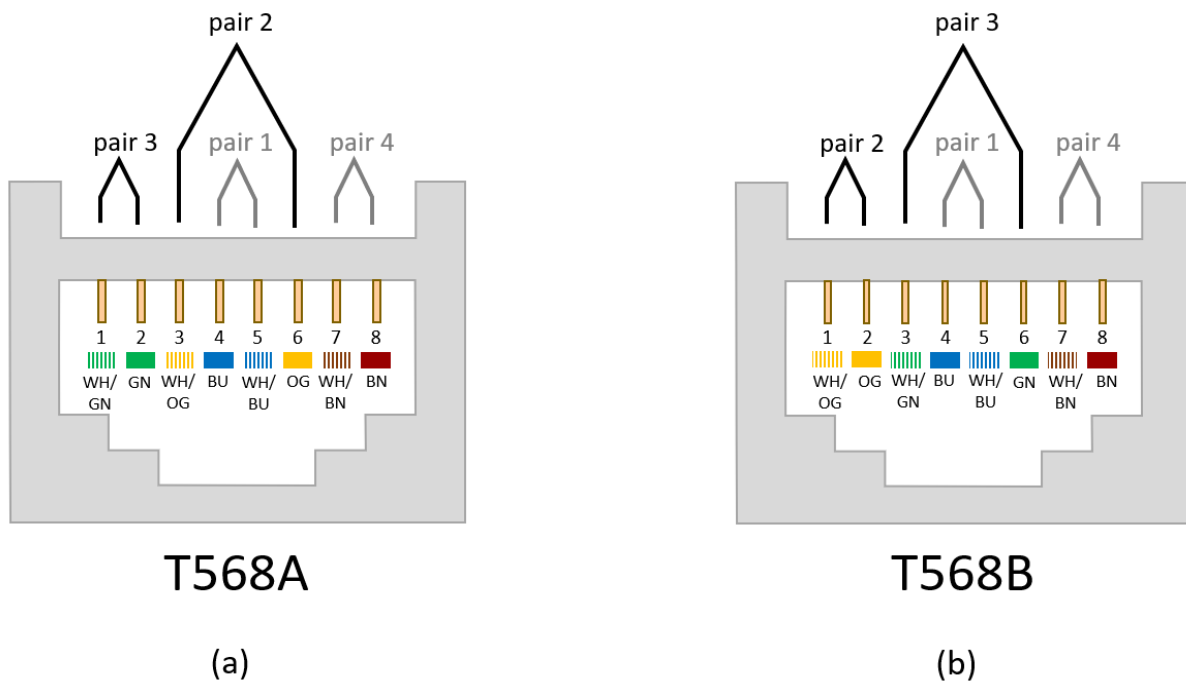 pair 2
pair 3 pair 1 pair 4
1 2 3 4 5 6 7 8
WH/ GN WH/ BU WH/ OG WH/ BN
GN OG BU BN
T568A
(a)
pair 3
pair 2 pair 1 pair 4
1 2 3 4 5 6 7 8
WH/ OG WH/ BU WH/ GN WH/ BN
OG GN BU BN
T568B
(b)